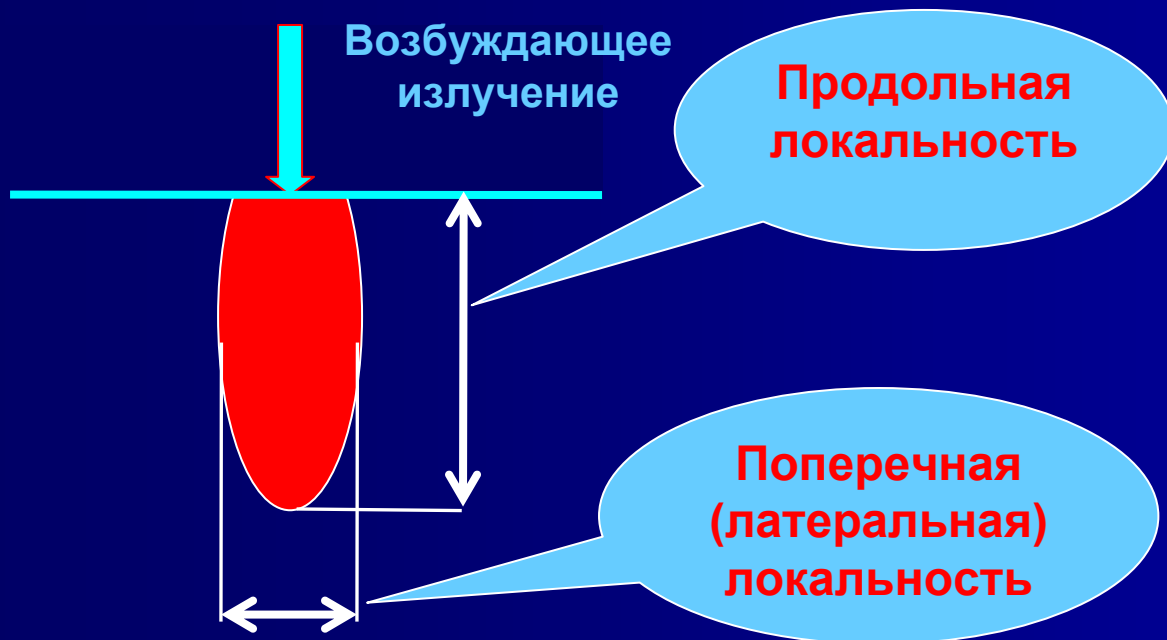 Возбуждающее
излучение
Продольная
локальность
Поперечная
(латеральная)
локальность